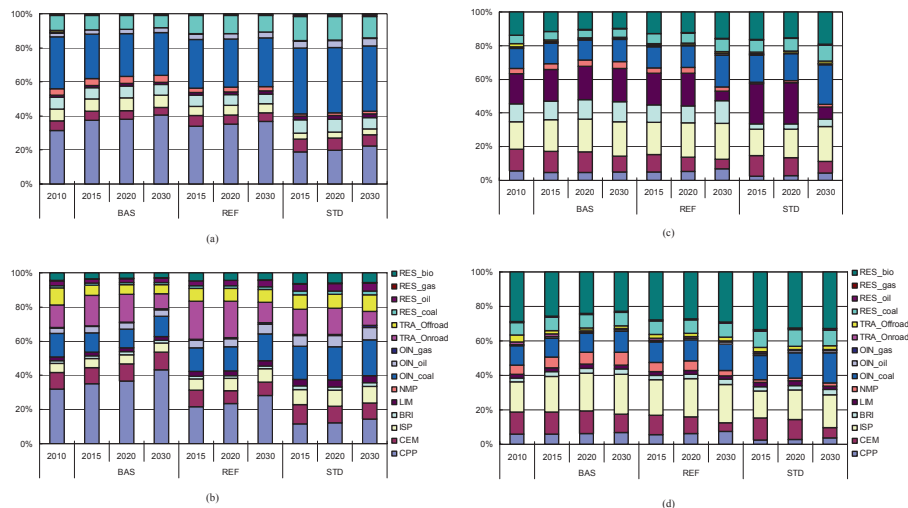 100%
80%
60%
40%
20%
0%
2010 2015 2020 2030 2015 2020 2030 2015 2020 2030
BAS REF STD
(a)
100%
80%
60%
40%
20%
0%
2010 2015 2020 2030 2015 2020 2030 2015 2020 2030
BAS REF STD
(c)
100%
80%
60%
40%
20%
0%
2010 2015 2020 2030 2015 2020 2030 2015 2020 2030
BAS REF STD
(b)
RES_bio
RES_gas
RES_oil
RES_coal
TRA_Offroad
TRA_Onroad
OIN_gas
OIN_oil
OIN_coal
NMP
LIM
BRI
ISP
CEM
CPP
100%
80%
60%
40%
20%
0%
2010 2015 2020 2030 2015 2020 2030 2015 2020 2030
BAS REF STD
(d)
RES_bio
RES_gas
RES_oil
RES_coal
TRA_Offroad
TRA_Onroad
OIN_gas
OIN_oil
OIN_coal
NMP
LIM
BRI
ISP
CEM
CPP